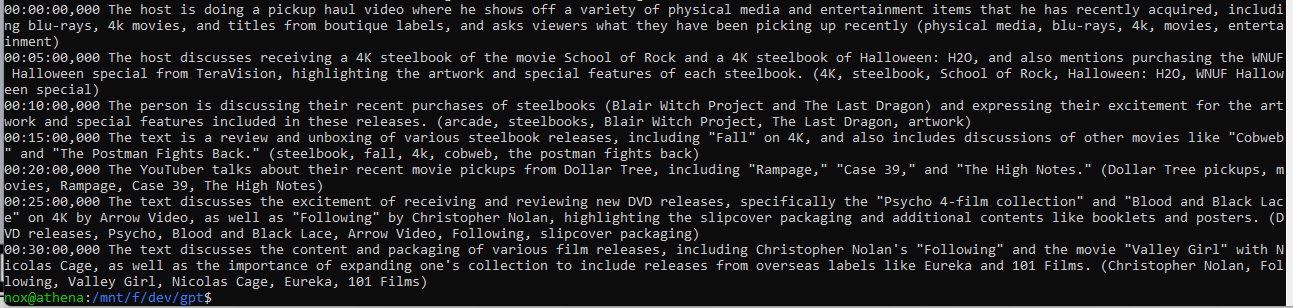 00:00:00,000 The host is doing a pickup haul video where he shows off a variety of physical media and entertainment items that he has recently acquired, includi
ng blu-rays, 4k movies, and titles from boutique labels, and asks viewers what they have been picking up recently (physical media, blu-rays, 4k, movies, enterta
inment)
00:05:00,000 The host discusses receiving a 4K steelbook of the movie School of Rock and a 4K steelbook of Halloween: H2O, and also mentions purchasing the WNUF
 Halloween special from TeraVision, highlighting the artwork and special features of each steelbook. (4K, steelbook, School of Rock, Halloween: H2O, WNUF Hallow
een special)
00:10:00,000 The person is discussing their recent purchases of steelbooks (Blair Witch Project and The Last Dragon) and expressing their excitement for the art
work and special features included in these releases. (arcade, steelbooks, Blair Witch Project, The Last Dragon, artwork)
00:15:00,000 The text is a review and unboxing of various steelbook releases, including "Fall" on 4K, and also includes discussions of other movies like "Cobweb
" and "The Postman Fights Back." (steelbook, fall, 4k, cobweb, the postman fights back)
00:20:00,000 The YouTuber talks about their recent movie pickups from Dollar Tree, including "Rampage," "Case 39," and "The High Notes." (Dollar Tree pickups, m
ovies, Rampage, Case 39, The High Notes)
00:25:00,000 The text discusses the excitement of receiving and reviewing new DVD releases, specifically the "Psycho 4-film collection" and "Blood and Black Lac
e" on 4K by Arrow Video, as well as "Following" by Christopher Nolan, highlighting the slipcover packaging and additional contents like booklets and posters. (D
VD releases, Psycho, Blood and Black Lace, Arrow Video, Following, slipcover packaging)
00:30:00,000 The text discusses the content and packaging of various film releases, including Christopher Nolan's "Following" and the movie "Valley Girl" with N
icolas Cage, as well as the importance of expanding one's collection to include releases from overseas labels like Eureka and 101 Films. (Christopher Nolan, Fol
lowing, Valley Girl, Nicolas Cage, Eureka, 101 Films)
nox@athena:/mnt/f/dev/gpt$